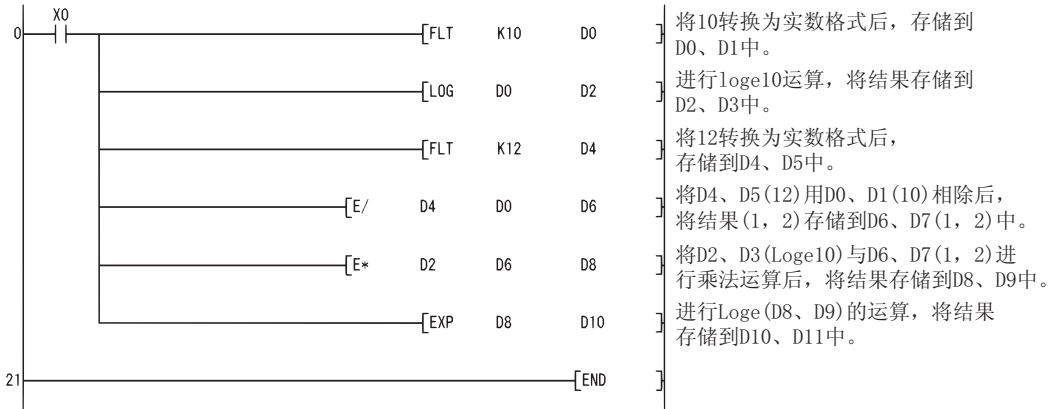 X0
0 [FLT K10 D0 ] 将10转换为实数格式后，存储到
D0、D1中。
[LOG D0 D2 ] 进行loge10运算，将结果存储到
D2、D3中。
[FLT K12 D4 ] 将12转换为实数格式后，
存储到D4、D5中。
[E/ D4 D0 D6 ] 将D4、D5(12)用D0、D1(10)相除后，
将结果(1，2)存储到D6、D7(1，2)中。
[E* D2 D6 D8 ] 将D2、D3(Loge10)与D6、D7(1，2)进
行乘法运算后，将结果存储到D8、D9中。
[EXP D8 D10 ] 进行Loge(D8、D9)的运算，将结果
存储到D10、D11中。
21 [END ]